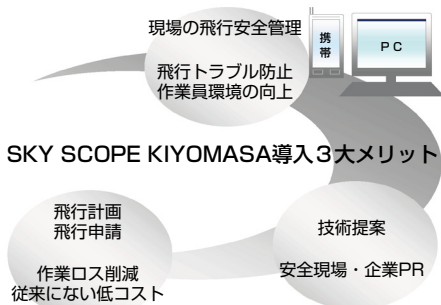 現場の飛行安全管理
飛行トラブル防止
作業員環境の向上
携帯
PC
SKY SCOPE KIYOMASA導入3大メリット
飛行計画
飛行申請
作業ロス削減
従来にない低コスト
技術提案
安全現場・企業PR